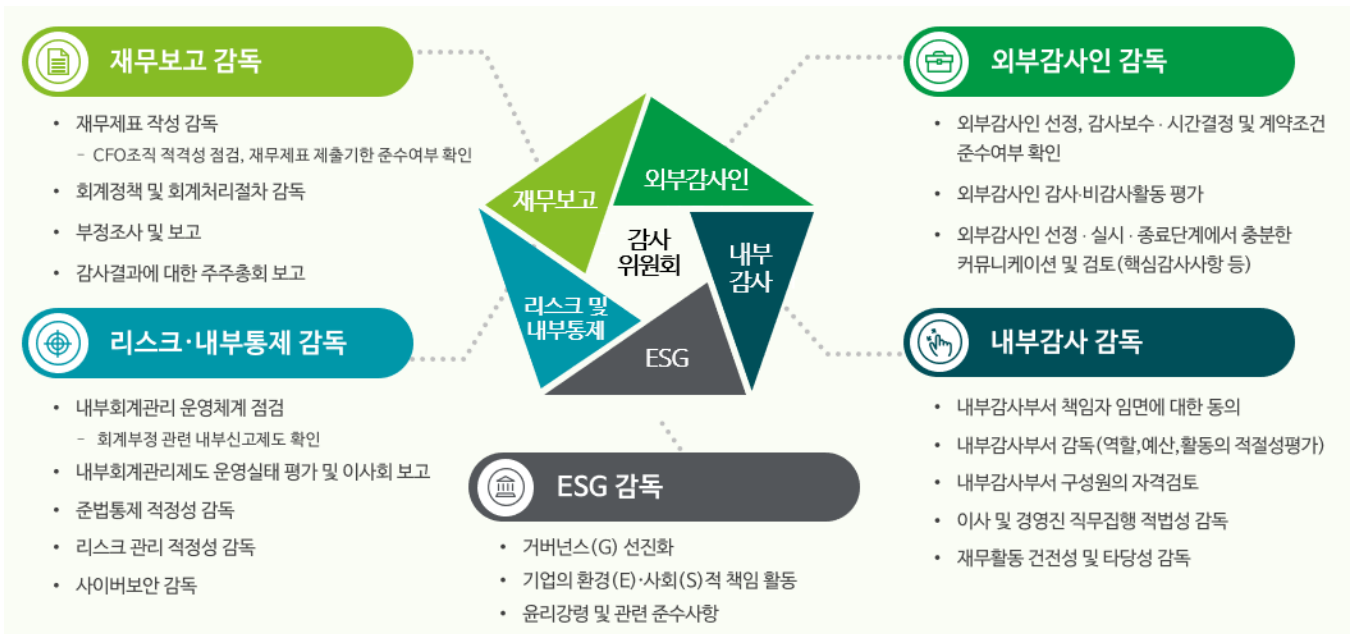 재무보고 감독
• 재무제표 작성 감독
– CFO조직 적격성 점검, 재무제표 제출기한 준수여부 확인
• 회계정책 및 회계처리절차 감독
• 부정조사 및 보고
• 감사결과에 대한 주주총회 보고
외부감사인 감독
• 외부감사인 선정, 감사보수 · 시간결정 및 계약조건
준수여부 확인
• 외부감사인 감사·비감사활동 평가
• 외부감사인 선정 · 실시 · 종료단계에서 충분한
커뮤니케이션 및 검토(핵심감사사항 등)
재무보고
외부감사인
감사
위원회
내부
감사
리스크 및
내부통제
ESG
리스크·내부통제 감독
• 내부회계관리 운영체계 점검
– 회계부정 관련 내부신고제도 확인
• 내부회계관리제도 운영실태 평가 및 이사회 보고
• 준법통제 적정성 감독
• 리스크 관리 적정성 감독
• 사이버보안 감독
내부감사 감독
• 내부감사부서 책임자 임면에 대한 동의
• 내부감사부서 감독(역할,예산,활동의 적절성평가)
• 내부감사부서 구성원의 자격검토
• 이사 및 경영진 직무집행 적법성 감독
• 재무활동 건전성 및 타당성 감독
ESG 감독
• 거버넌스(G) 선진화
• 기업의 환경(E)·사회(S)적 책임 활동
• 윤리강령 및 관련 준수사항